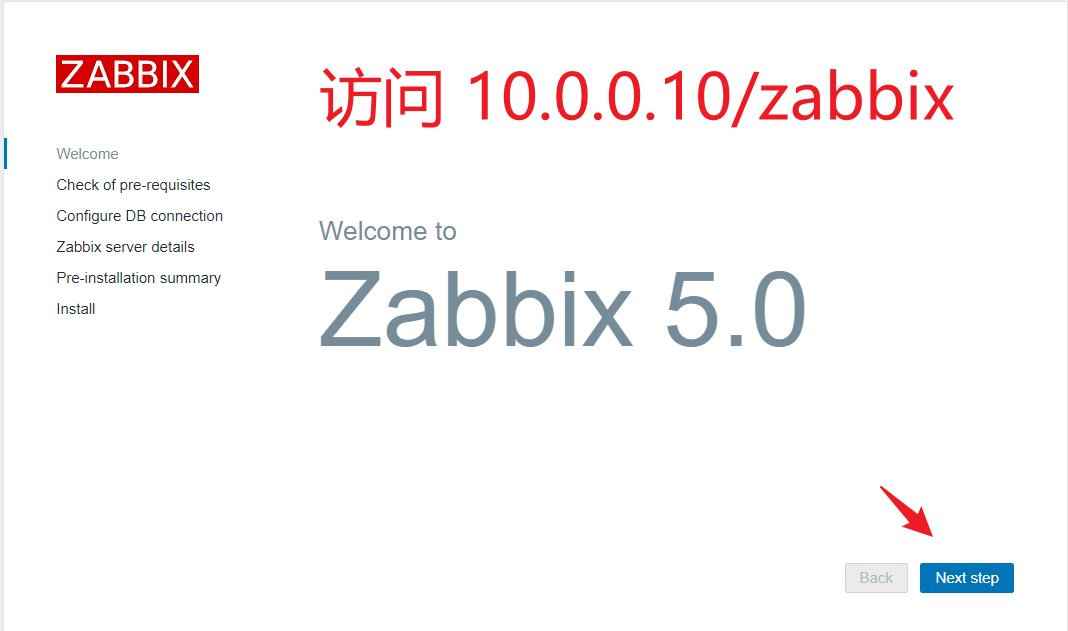 ZABBIX
访问 10.0.0.10/zabbix
Welcome
Check of pre-requisites
Configure DB connection
Zabbix server details
Pre-installation summary
Install
Welcome to
Zabbix 5.0
Back
Next step